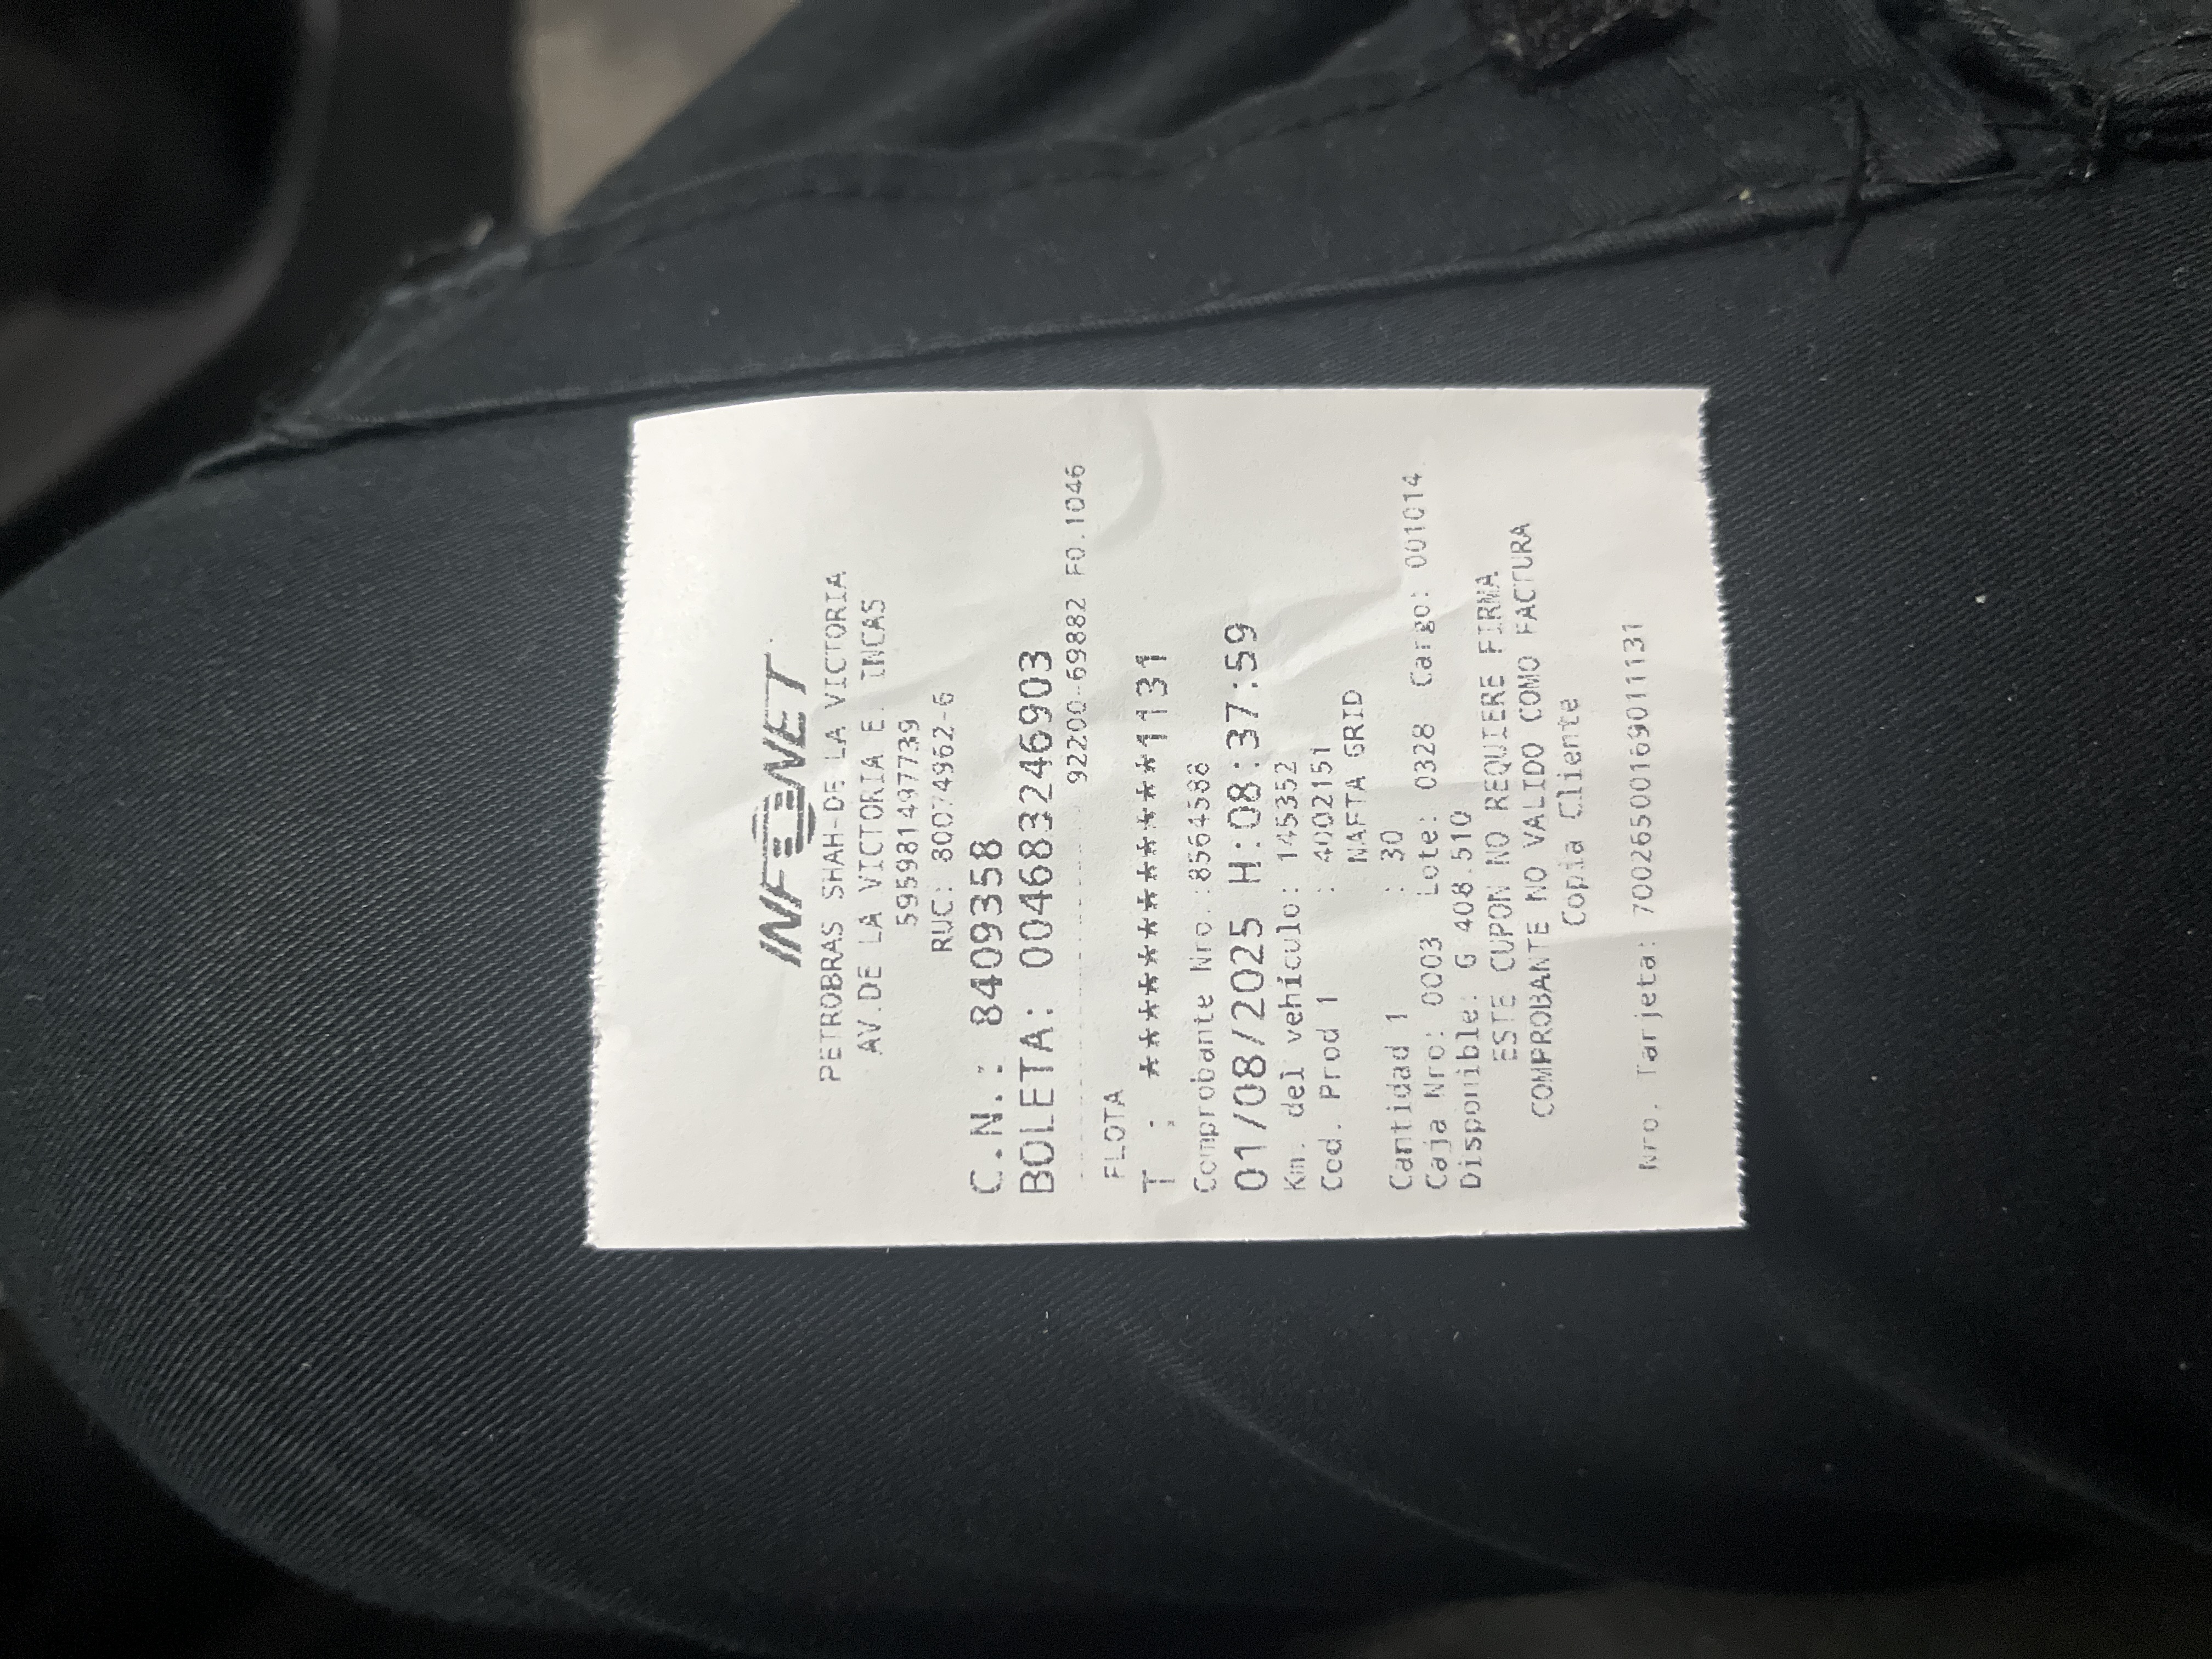 INFONET
PETROBRAS SHAH-DE LA VICTORIA
AV.DE LA VICTORIA E. INCAS
595981497739
RUC: 80074962-6
C.N.: 8409358
BOLETA: 004683246903
--------------------- 92200-69882 F0.1046
FLOTA
T : ************1131
Comprobante Nro.:8564588
01/08/2025 H:08:37:59
Km. del vehículo: 145352
Cod. Prod 1 : 4002151
NAFTA GRID
Cantidad 1 : 30
Caja Nro: 0003 Lote: 0328 Cargo: 001014
Disponible: G 408.510
ESTE CUPON NO REQUIERE FIRMA
COMPROBANTE NO VALIDO COMO FACTURA
Copia Cliente
Nro. Tarjeta: 7002650016901​1131